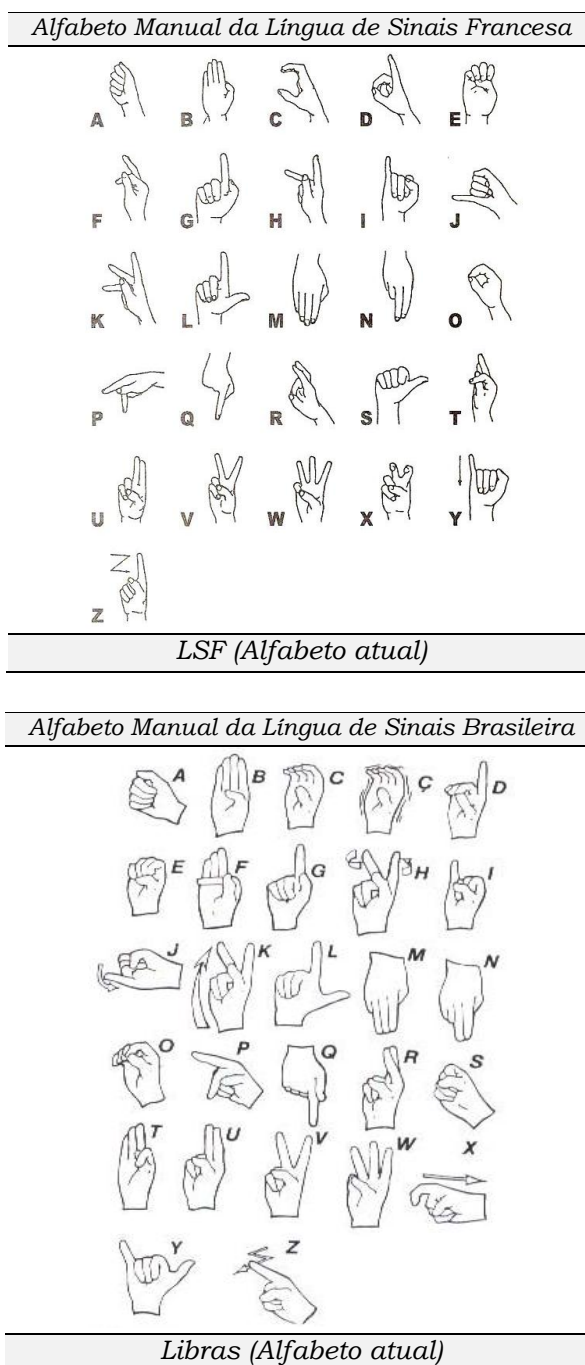 Alfabeto Manual da Língua de Sinais Francesa
A B C D E
F G H I J
K L M N O
P Q R S T
U V W X Y
Z
LSF (Alfabeto atual)
Alfabeto Manual da Língua de Sinais Brasileira
A B C Ç D
E F G H I
J K L M N
O P Q R S
T U V W X
Y Z
Libras (Alfabeto atual)